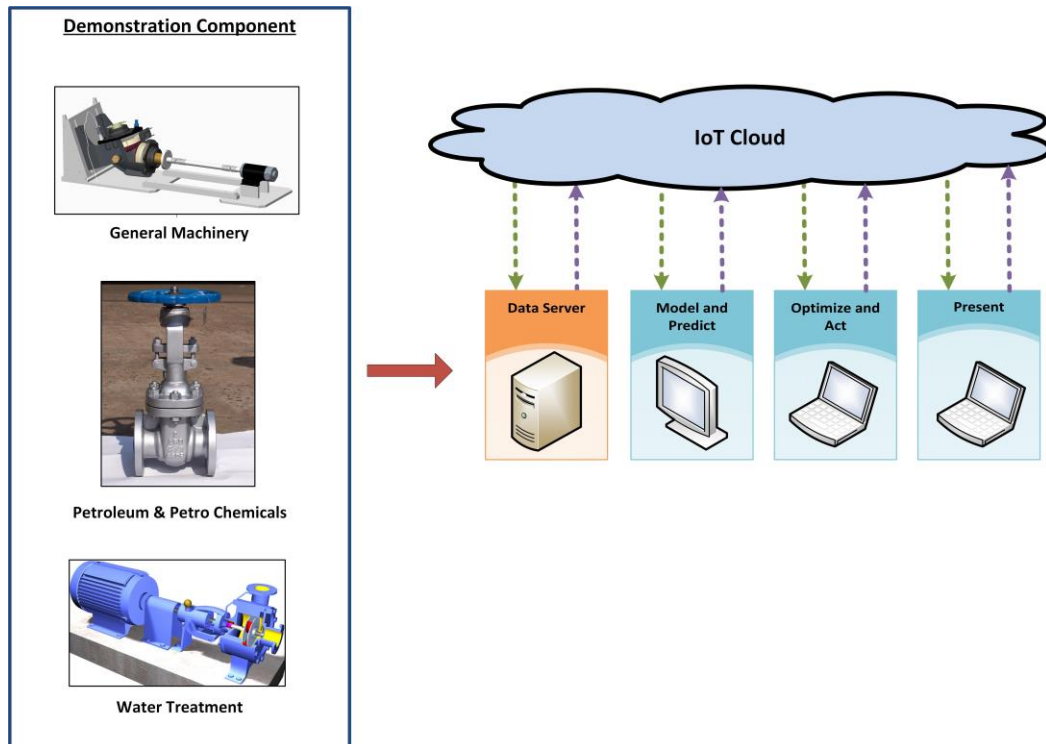 Demonstration Component
General Machinery
Petroleum & Petro Chemicals
Water Treatment
IoT Cloud
Data Server
Model and
Predict
Optimize and
Act
Present